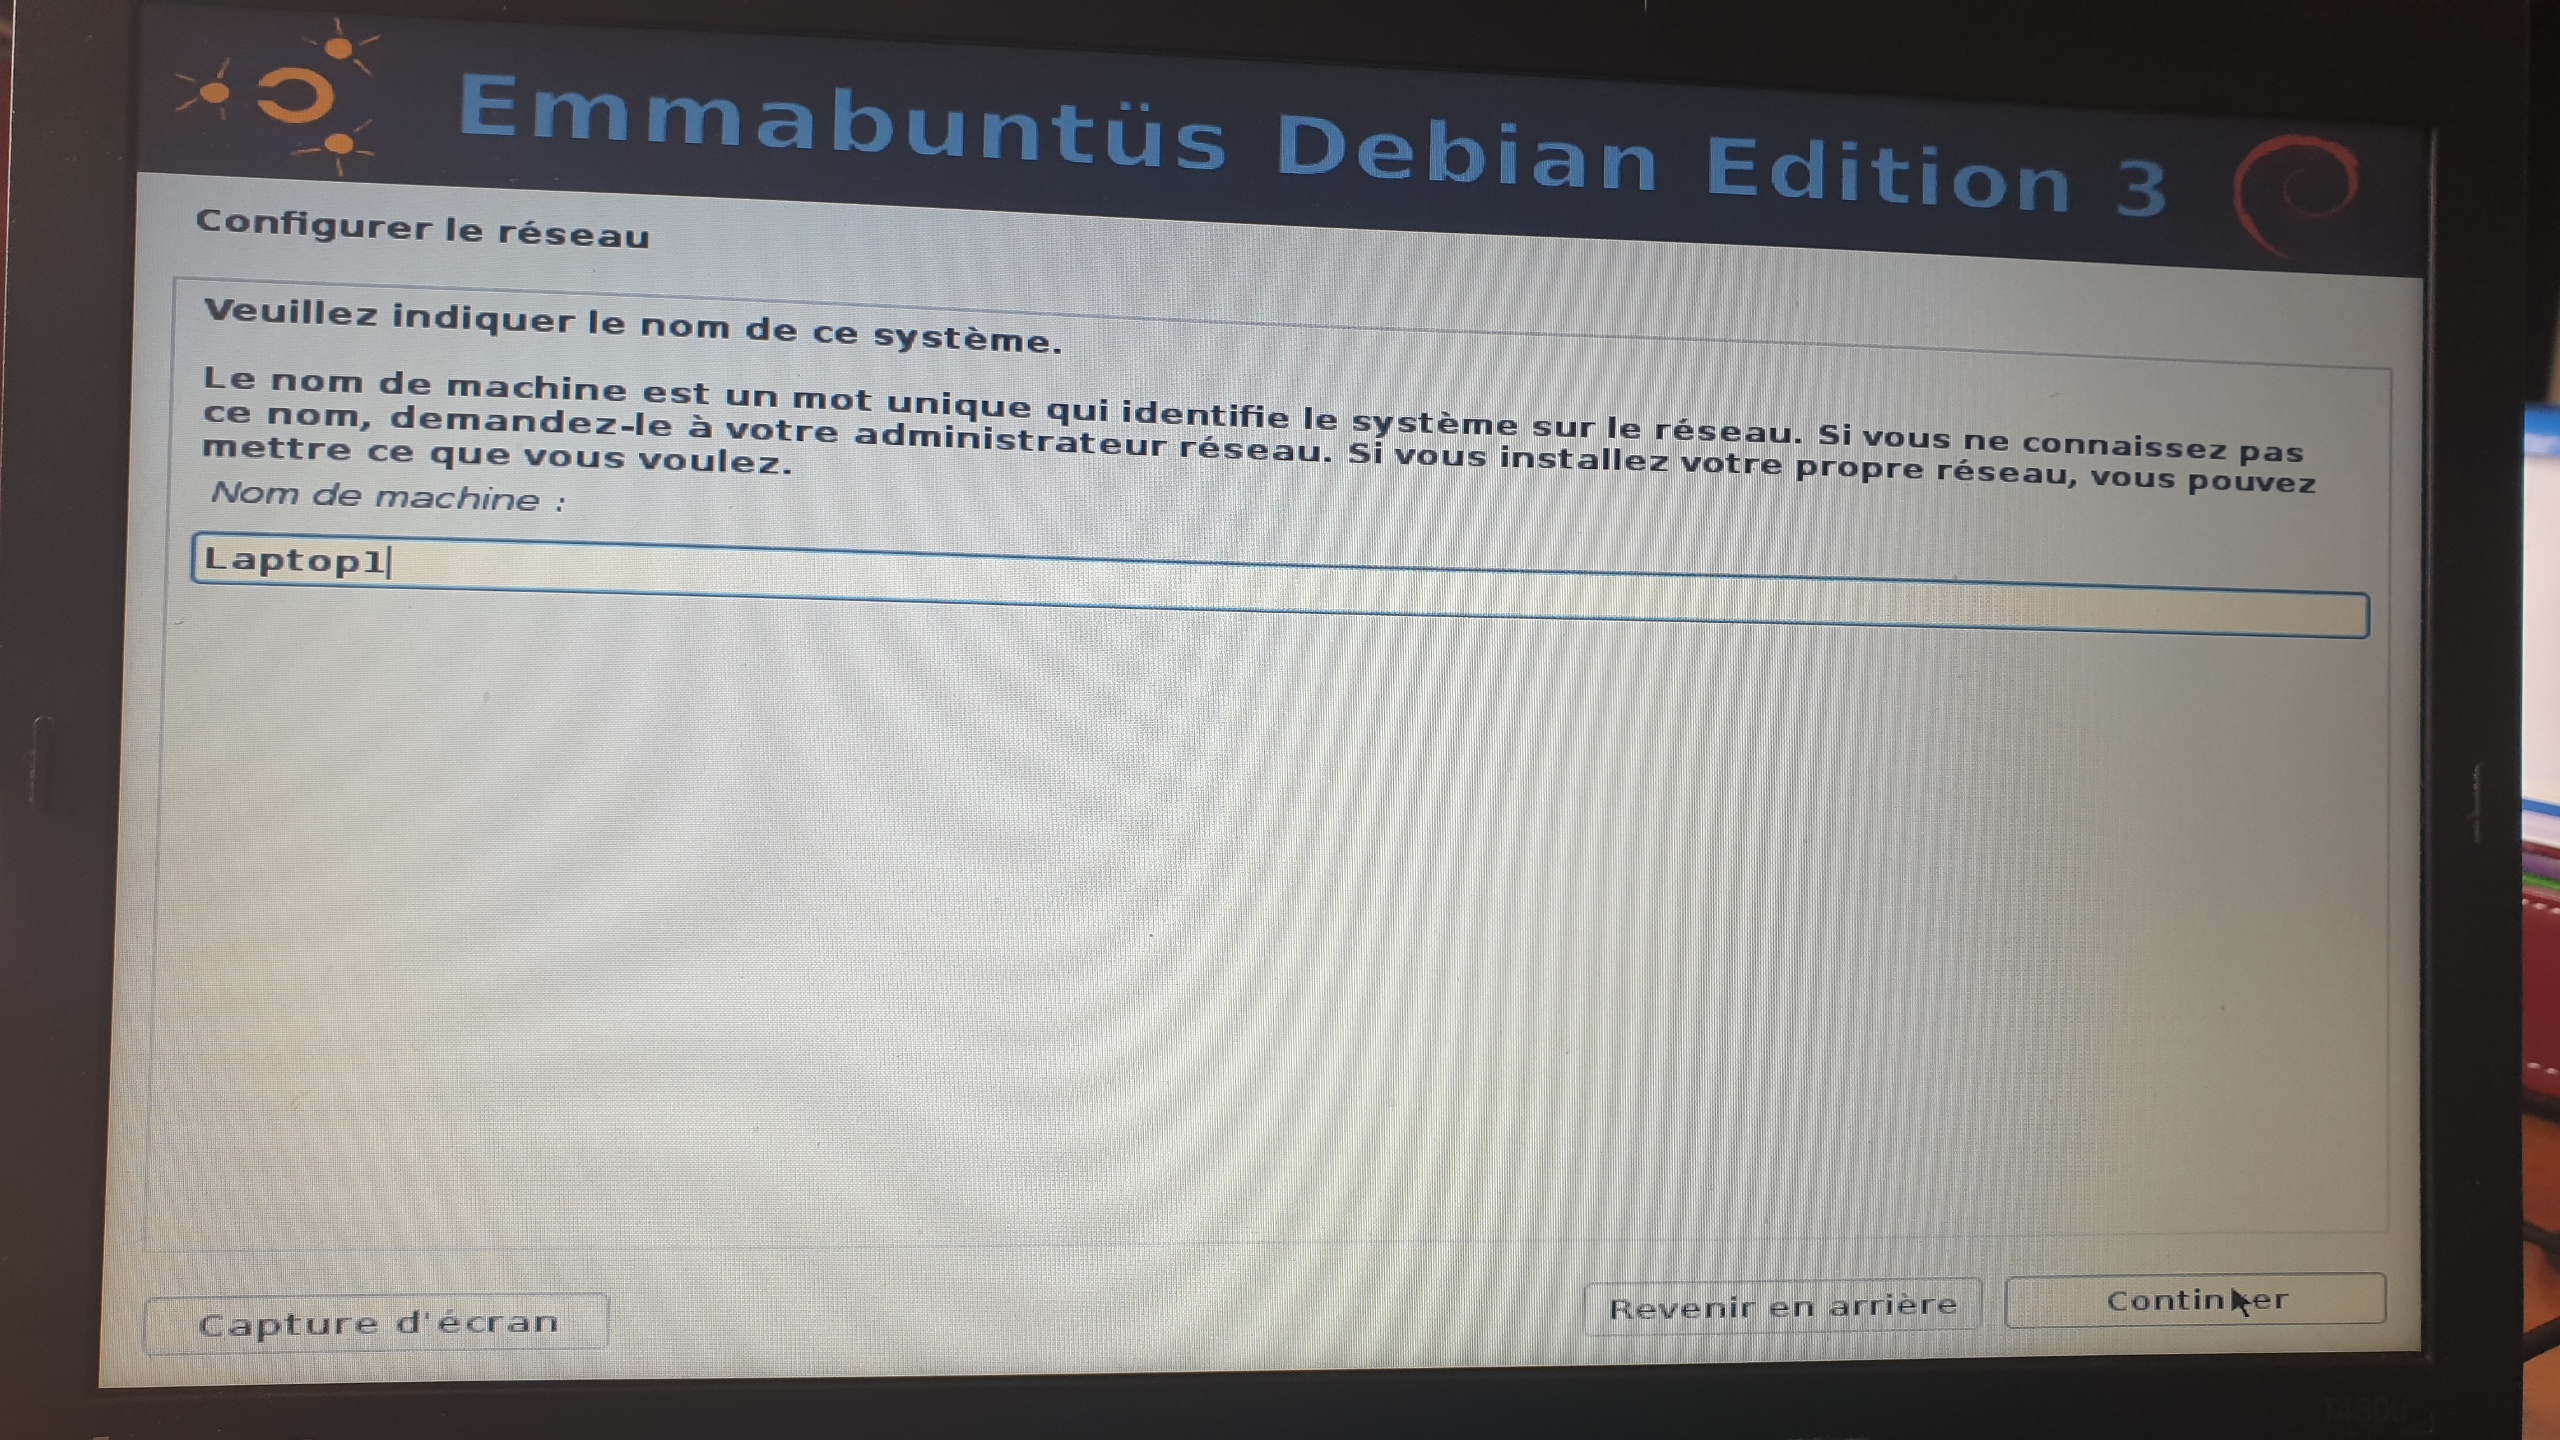 Emmabuntüs Debian Edition 3
Configurer le réseau
Veuillez indiquer le nom de ce système.
Le nom de machine est un mot unique qui identifie le système sur le réseau. Si vous ne connaissez pas
ce nom, demandez-le à votre administrateur réseau. Si vous installez votre propre réseau, vous pouvez
mettre ce que vous voulez.
Nom de machine :
Laptop1
Capture d'écran
Revenir en arrière
Continuer